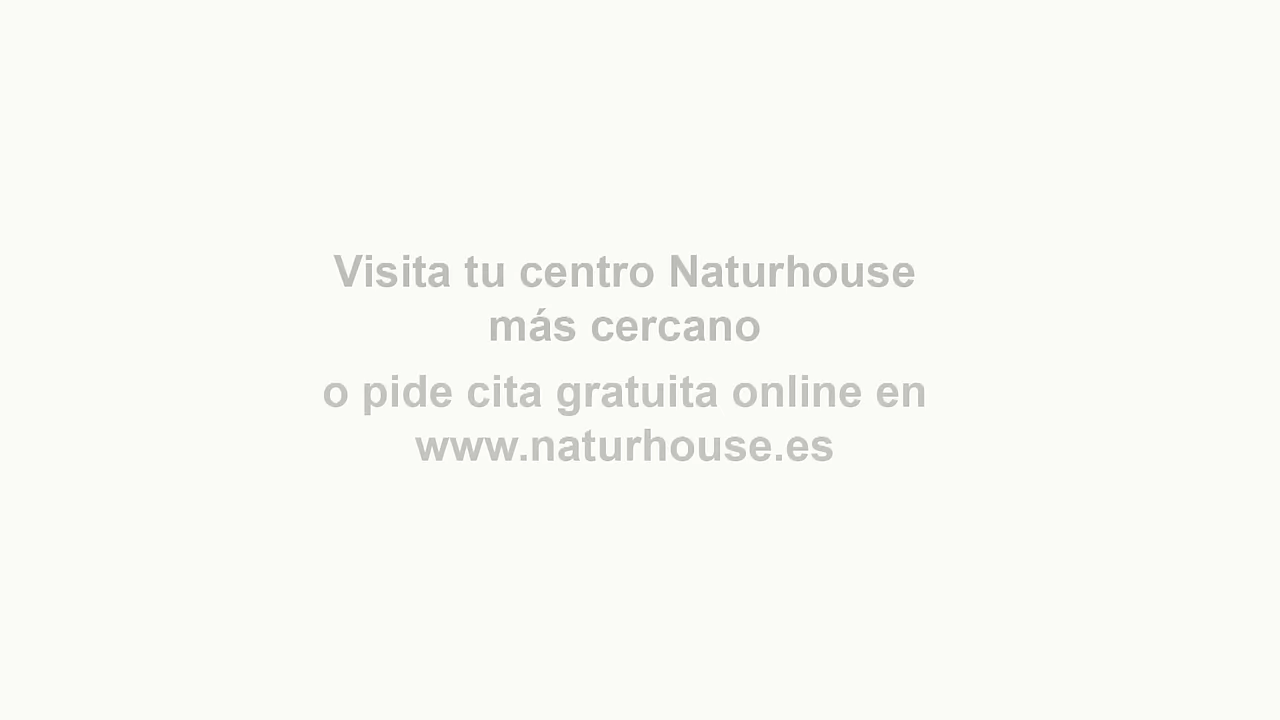 Visita tu centro Naturhouse
más cercano
o pide cita gratuita online en
www.naturhouse.es